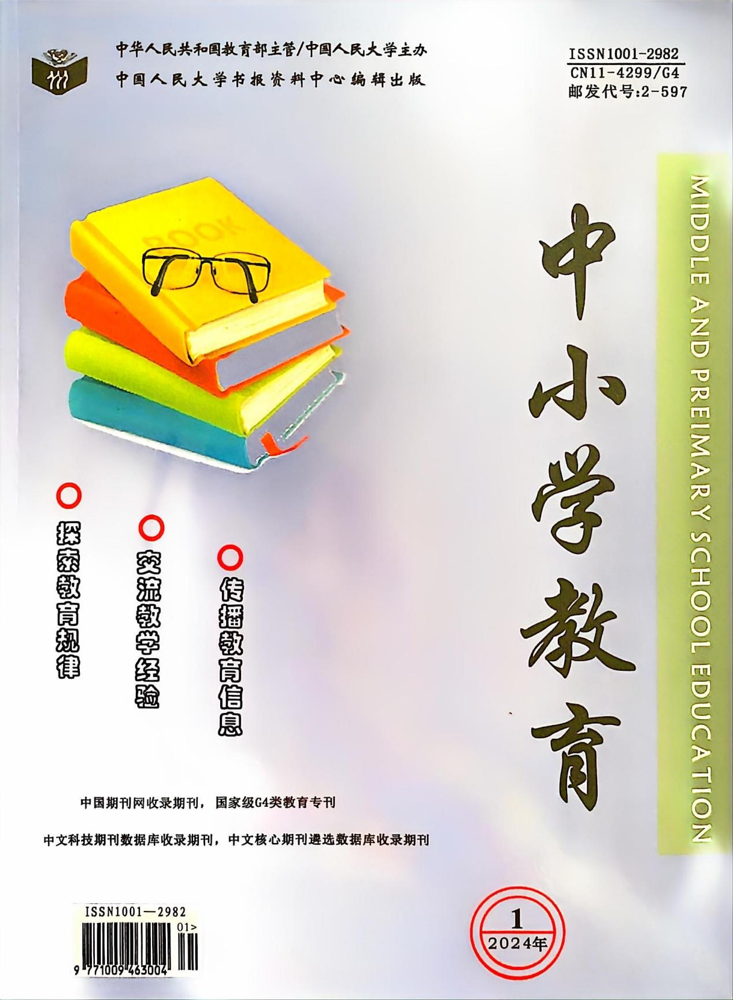 中华人民共和国教育部主管/中国人民大学主办
中国人民大学书报资料中心编辑出版
ISSN1001-2982
CN11-4299/G4
邮发代号:2-597
MIDDLE AND PREIMARY SCHOOL EDUCATION
中小学教育
BOOK
探索教育规律
交流教学经验
传播教育信息
中国期刊网收录期刊，国家级G4类教育专刊
中文科技期刊数据库收录期刊，中文核心期刊遴选数据库收录期刊
ISSN1001—2982
01>
9 771009 463004
1
2024年